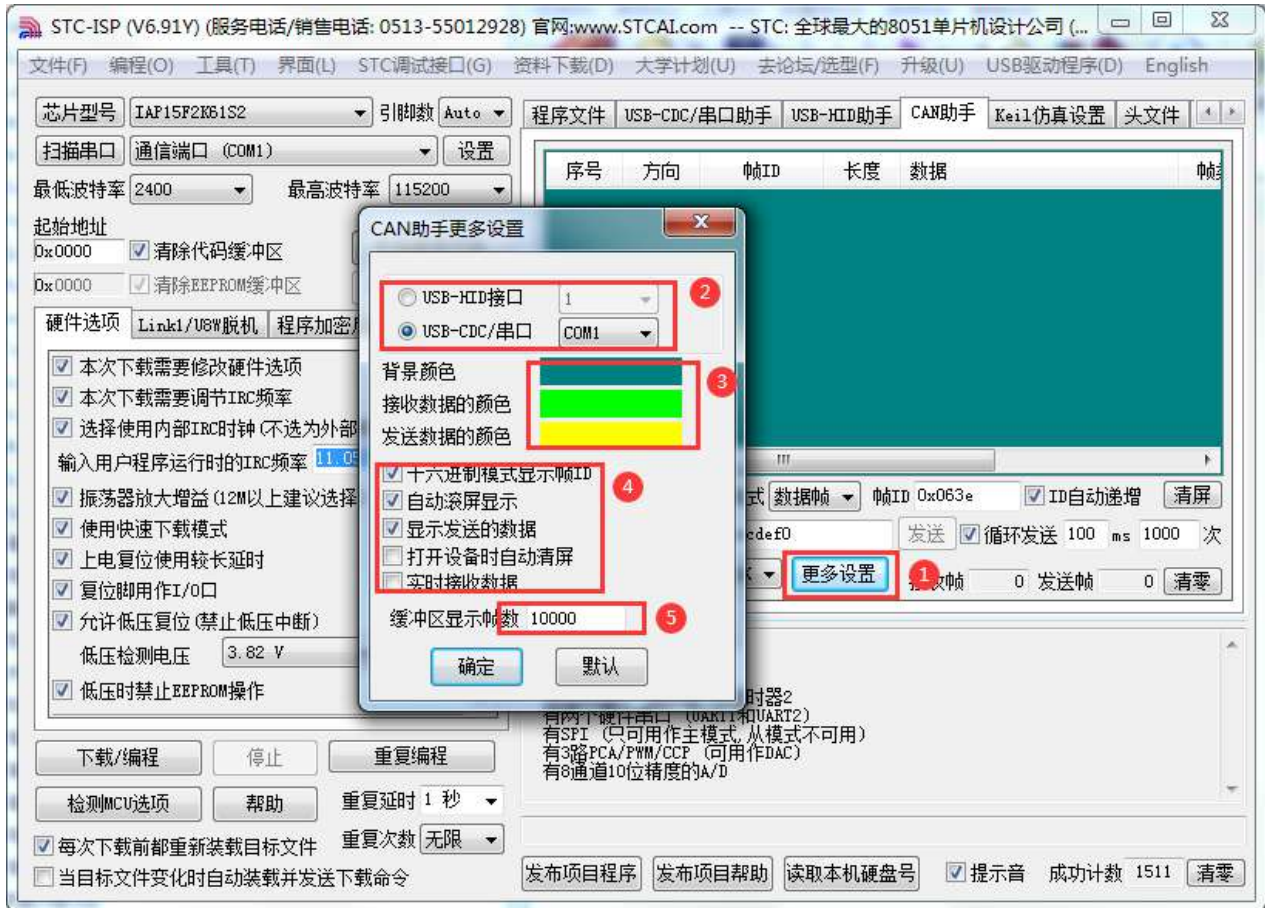 STC-ISP (V6.91Y) (服务电话/销售电话: 0513-55012928) 官网:www.STCAI.com -- STC: 全球最大的8051单片机设计公司 (...
文件(F) 编程(O) 工具(T) 界面(L) STC调试接口(G) 资料下载(D) 大学计划(U) 去论坛/选型(F) 升级(U) USB驱动程序(D) English
芯片型号 IAP15F2K61S2 引脚数 Auto
扫描串口 通信端口 (COM1) 设置
最低波特率 2400 最高波特率 115200
起始地址
0x0000 清除代码缓冲区
0x0000 清除EEPROM缓冲区
硬件选项 Link1/U8W脱机 程序加密
本次下载需要修改硬件选项
本次下载需要调节IRC频率
选择使用内部IRC时钟(不选为外部
输入用户程序运行时的IRC频率 11.05
振荡器放大增益(12M以上建议选择
使用快速下载模式
上电复位使用较长延时
复位脚用作I/O口
允许低压复位(禁止低压中断)
低压检测电压 3.82 V
低压时禁止EEPROM操作
下载/编程 停止 重复编程
检测MCU选项 帮助 重复延时 1 秒
每次下载前都重新装载目标文件 重复次数 无限
当目标文件变化时自动装载并发送下载命令
程序文件 USB-CDC/串口助手 USB-HID助手 CAN助手 Keil仿真设置 头文件
序号 方向 帧ID 长度 数据 帧
CAN助手更多设置
USB-HID接口 1 2
USB-CDC/串口 COM1
背景颜色
接收数据的颜色 3
发送数据的颜色
十六进制模式显示帧ID
自动滚屏显示 4
显示发送的数据
打开设备时自动清屏
实时接收数据
缓冲区显示帧数 10000 5
确定 默认
式 数据帧 帧ID 0x063e ID自动递增 清屏
cdef0 发送 循环发送 100 ms 1000 次
更多设置 1 收帧 0 发送帧 0 清零
时器2
有两个硬件串口 (UART1和UART2)
有SPI (只可用作主模式,从模式不可用)
有3路PCA/PWM/CCP (可用作DAC)
有8通道10位精度的A/D
发布项目程序 发布项目帮助 读取本机硬盘号 提示音 成功计数 1511 清零